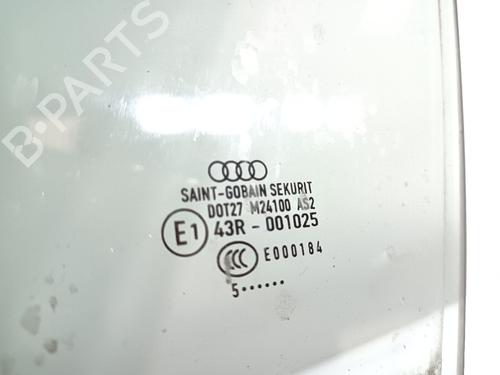 B-PARTS
SAINT-GOBAIN SEKURIT
DOT27 M24100 AS2
E1 43R - 001025
CCC E000184
5••••••